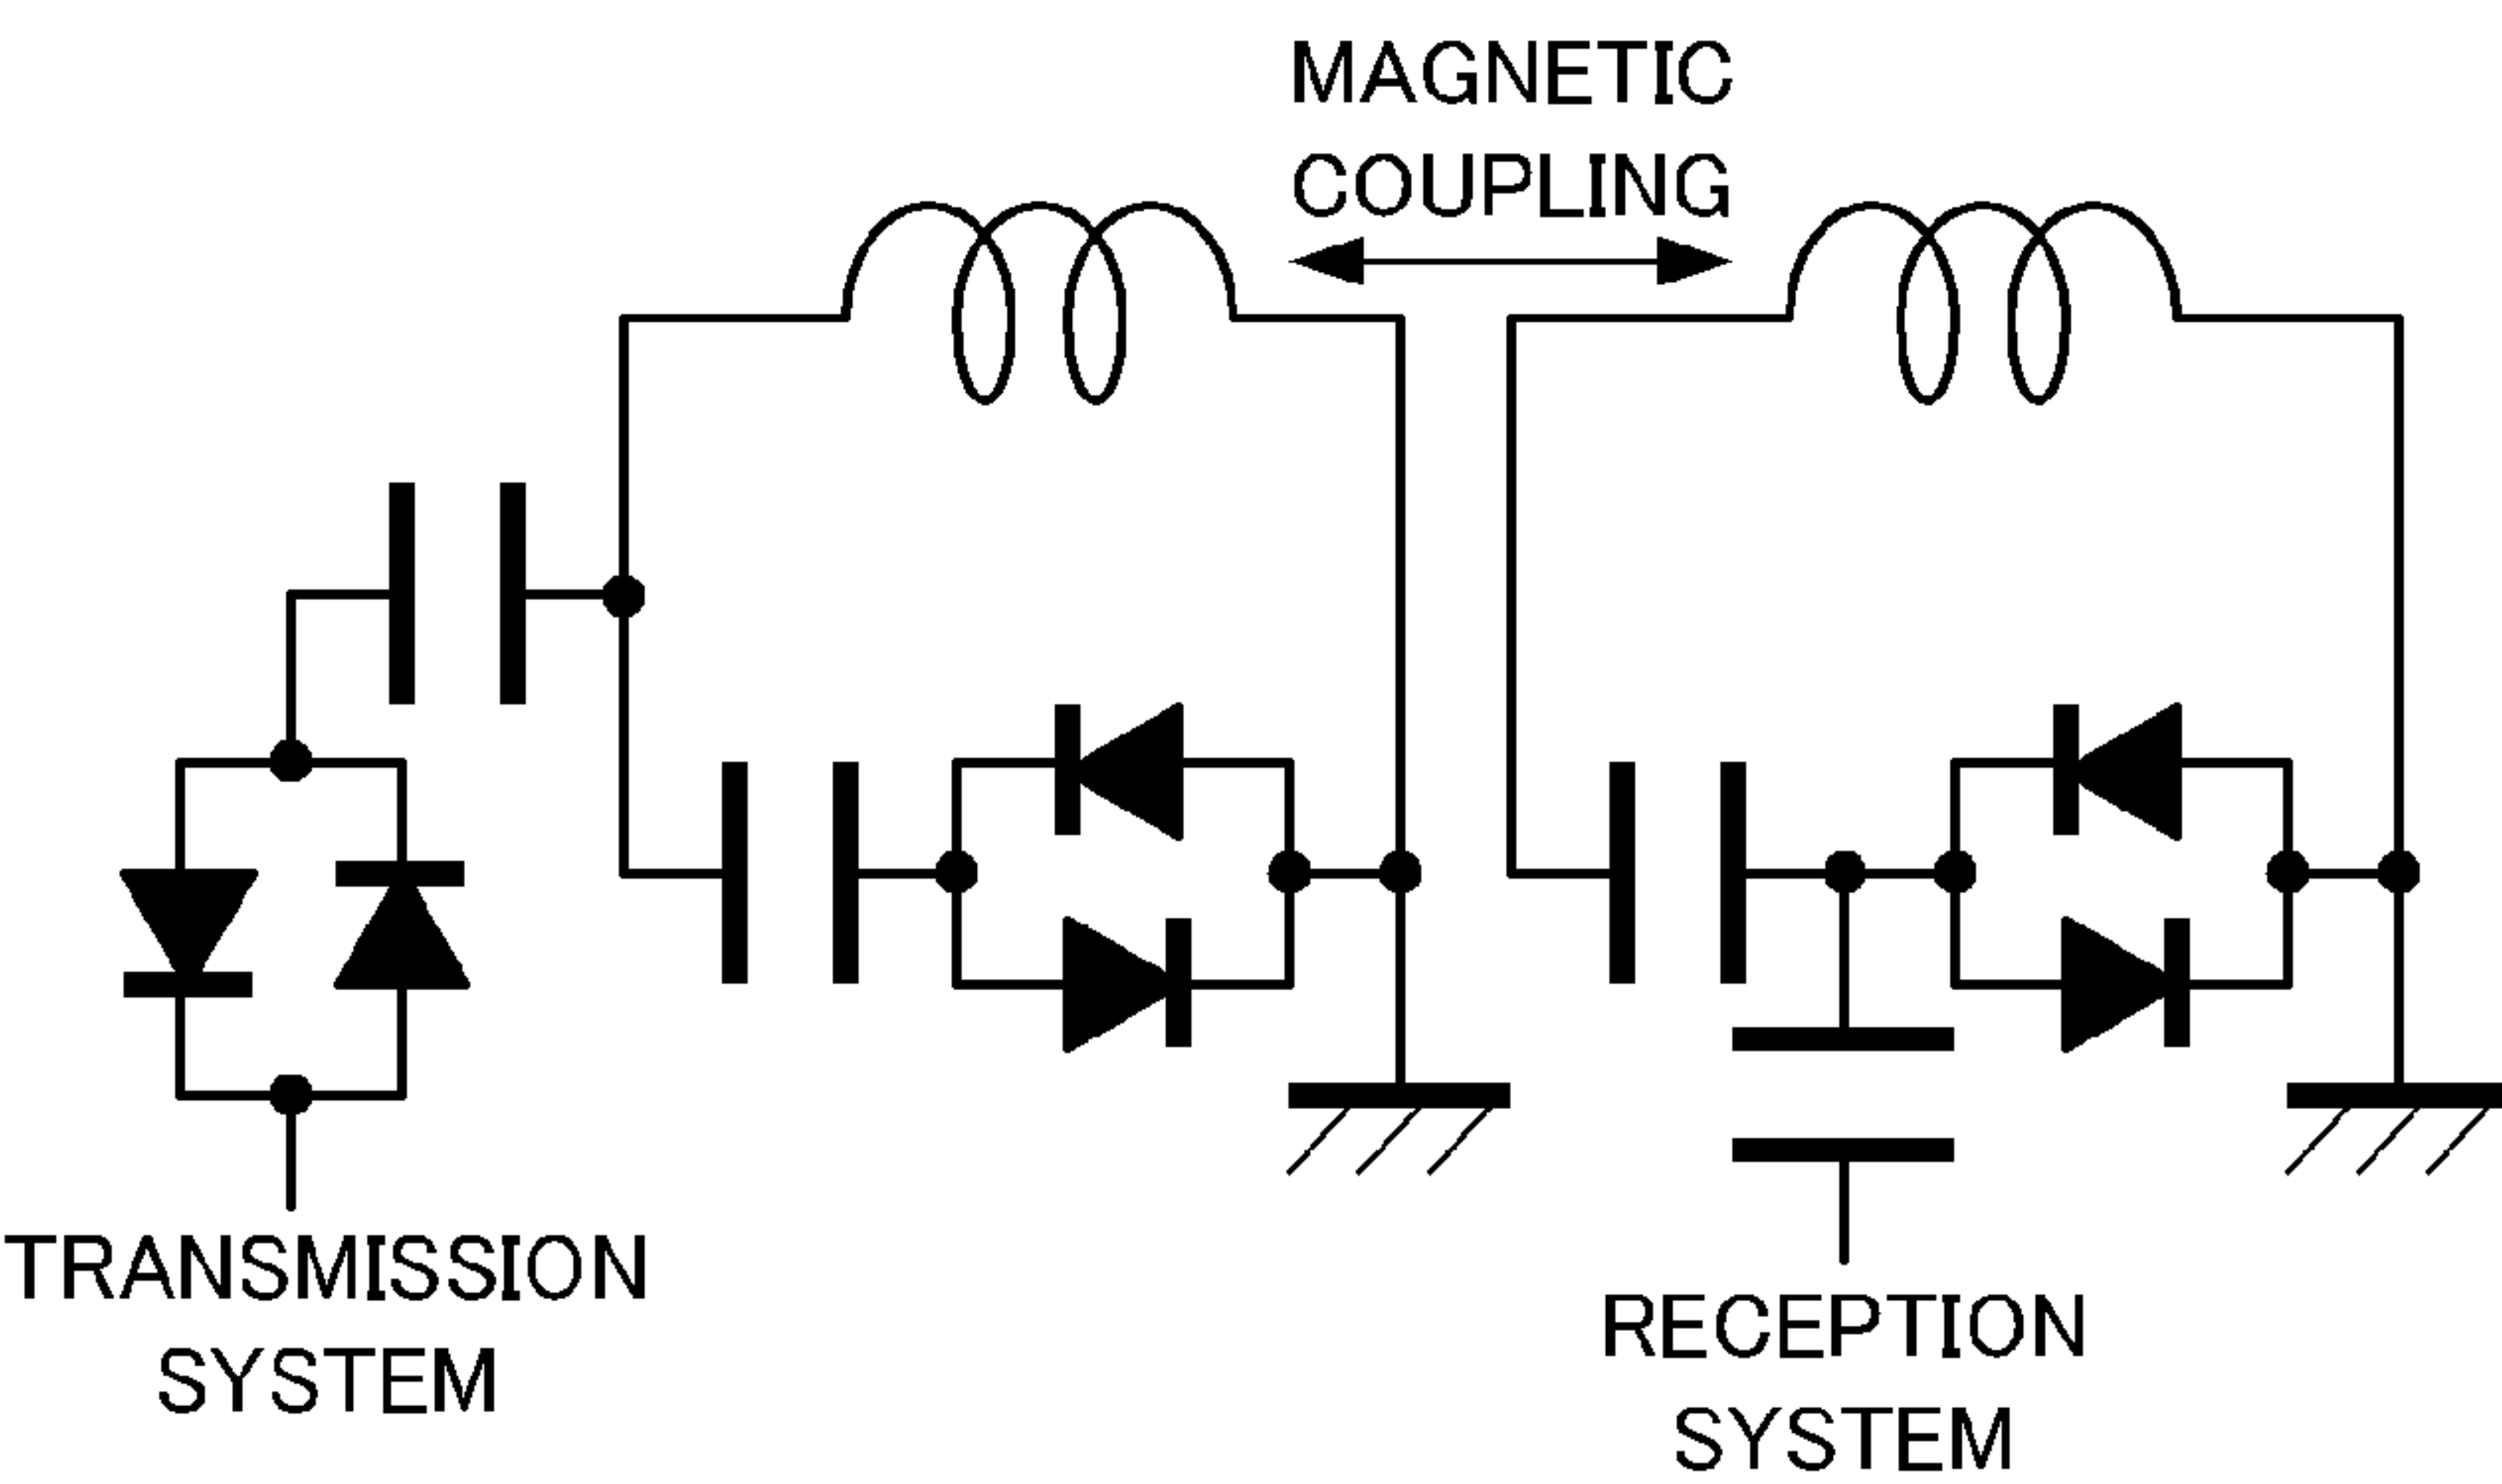 MAGNETIC
COUPLING
TRANSMISSION
SYSTEM
RECEPTION
SYSTEM